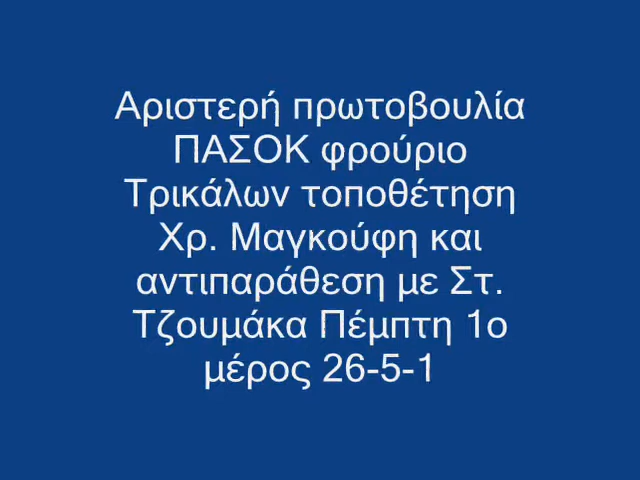 Αριστερή πρωτοβουλία
ΠΑΣΟΚ φρούριο
Τρικάλων τοποθέτηση
Χρ. Μαγκούφη και
αντιπαράθεση με Στ.
Τζουμάκα Πέμπτη 1ο
μέρος 26-5-1